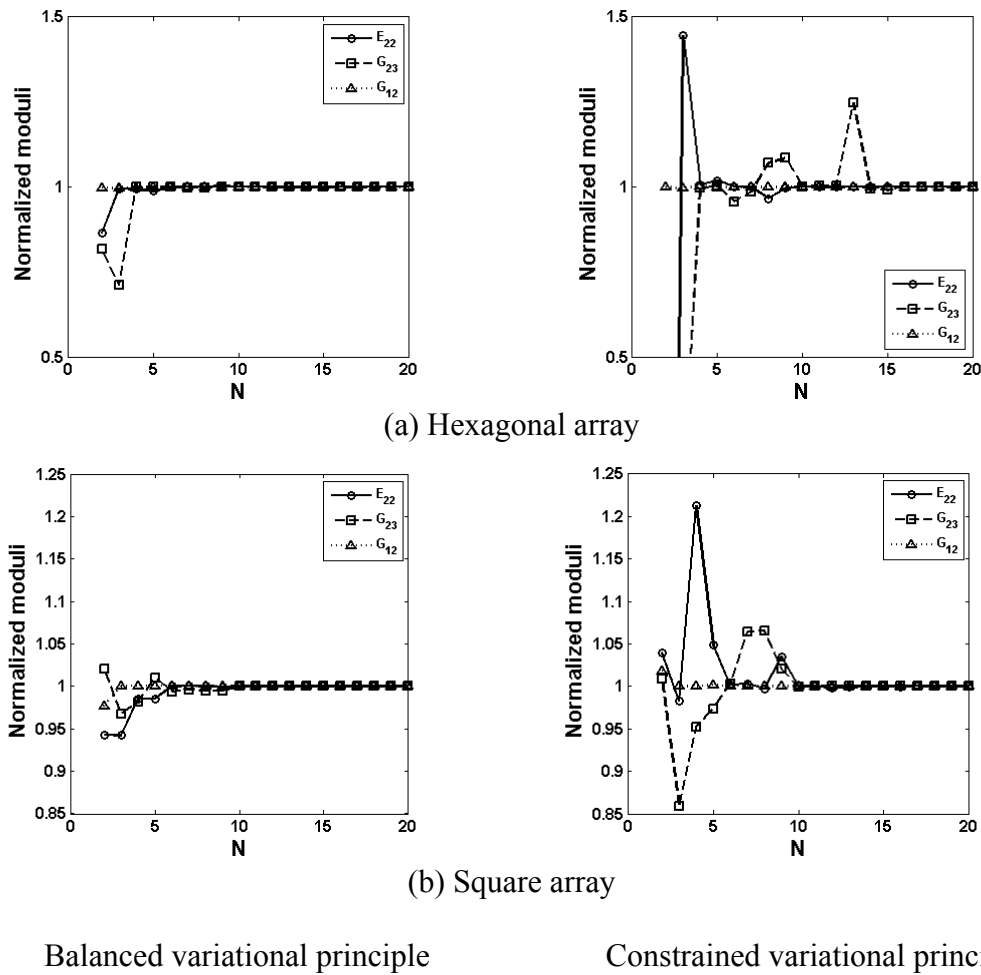 1.5
1
0.5
Normalized moduli
0 5 10 15 20
N
E22
G23
G12
1.5
1
0.5
Normalized moduli
0 5 10 15 20
N
E22
G23
G12
(a) Hexagonal array
1.25
1.2
1.15
1.1
1.05
1
0.95
0.9
0.85
Normalized moduli
0 5 10 15 20
N
E22
G23
G12
1.25
1.2
1.15
1.1
1.05
1
0.95
0.9
0.85
Normalized moduli
0 5 10 15 20
N
E22
G23
G12
(b) Square array
Balanced variational principle
Constrained variational princi